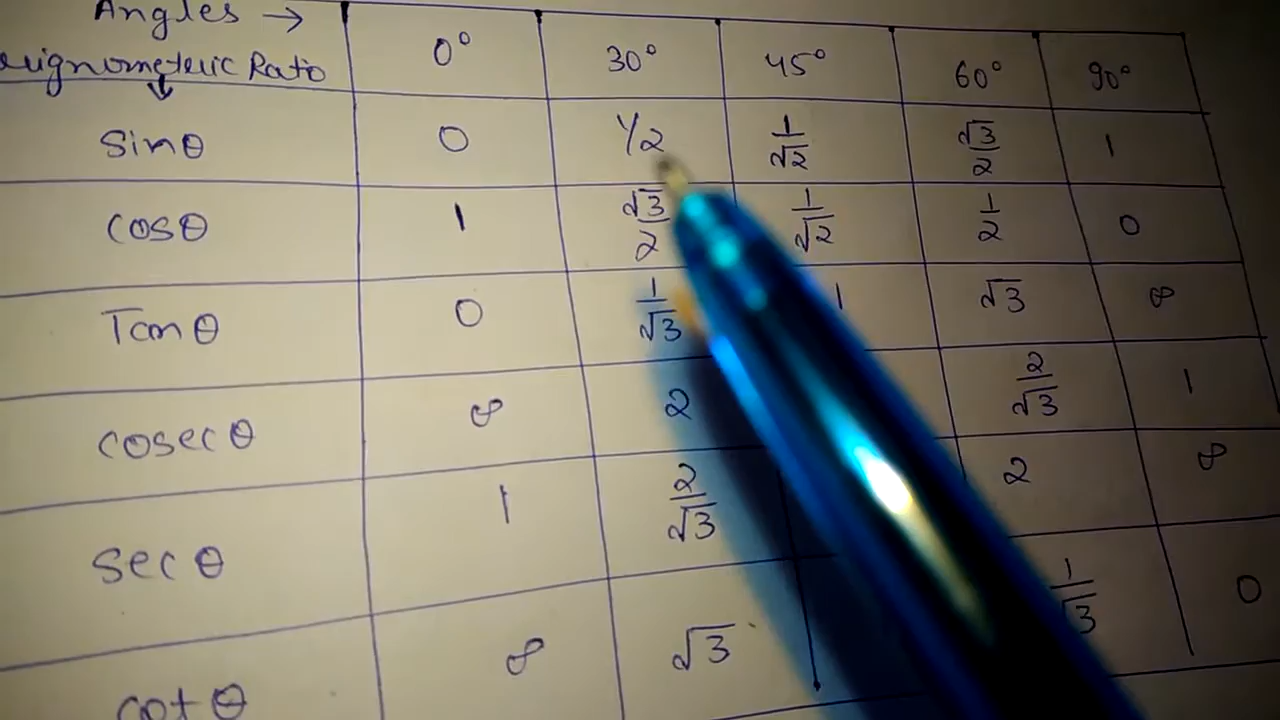 Angles →
Ratio 0° 30° 45° 60° 90°
Sinθ 0 1/2 1/√2 √3/2 1
Cosθ 1 √3/2 1/√2 1/2 0
Tanθ 0 1/√3 1 √3 ∞
Cosecθ ∞ 2 2/√3 1
Secθ 1 2/√3 2 ∞
Cotθ ∞ √3 1/√3 0